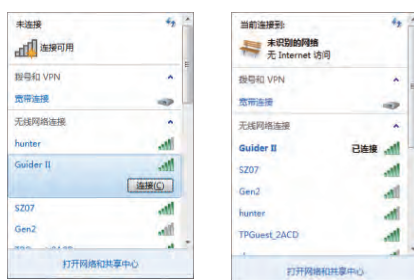 未连接
连接可用
拨号和 VPN
宽带连接
无线网络连接
hunter
Guider II
连接(C)
SZ07
Gen2
打开网络和共享中心
当前连接到:
未识别的网络
无 Internet 访问
拨号和 VPN
宽带连接
无线网络连接
Guider II 已连接
SZ07
Gen2
hunter
TPGuest_2ACD
打开网络和共享中心